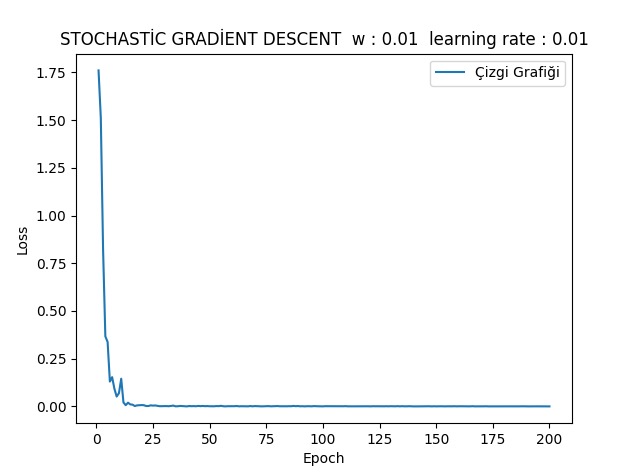 STOCHASTİC GRADİENT DESCENT  w : 0.01  learning rate : 0.01
Çizgi Grafiği
1.75
1.50
1.25
1.00
0.75
0.50
0.25
0.00
Loss
0 25 50 75 100 125 150 175 200
Epoch